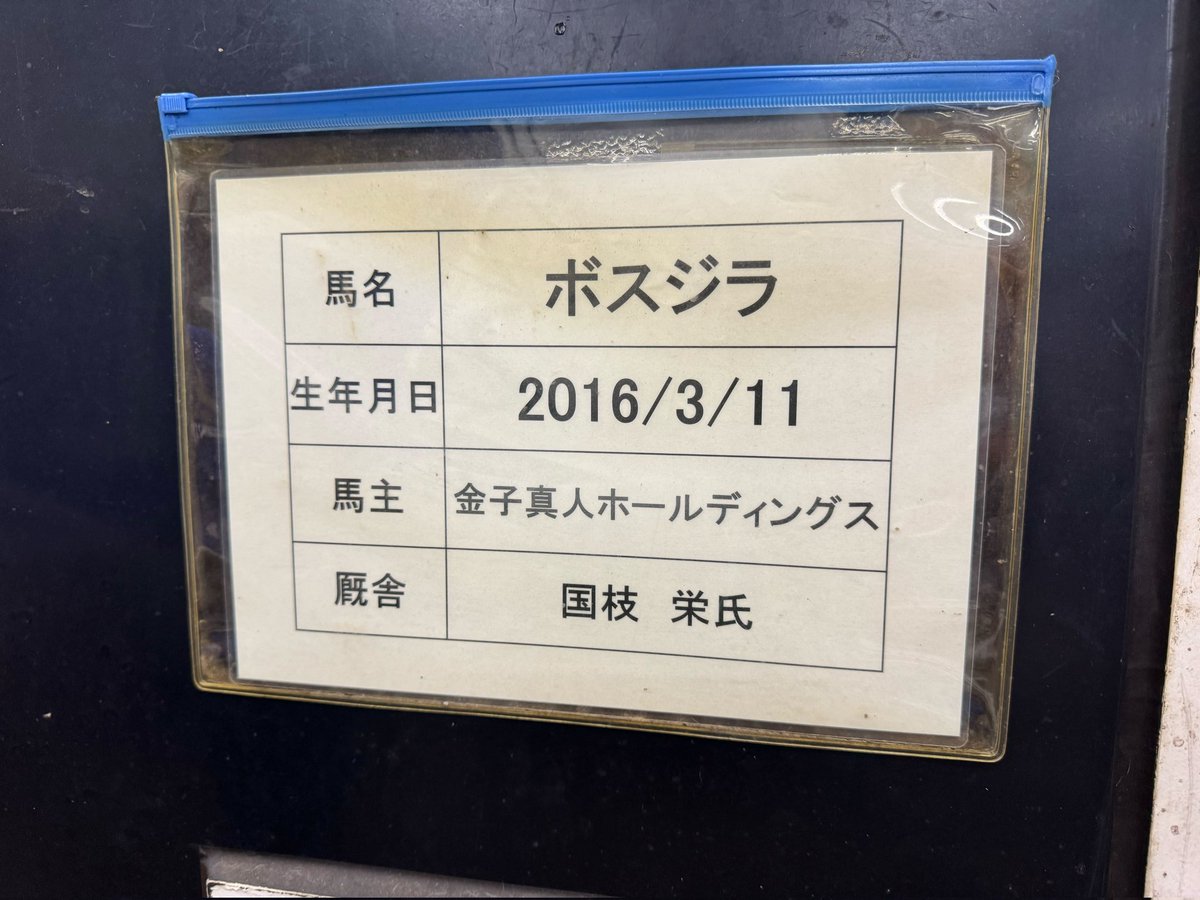 馬名 ボスジラ
生年月日 2016/3/11
馬主 金子真人ホールディングス
厩舎 国枝 栄氏